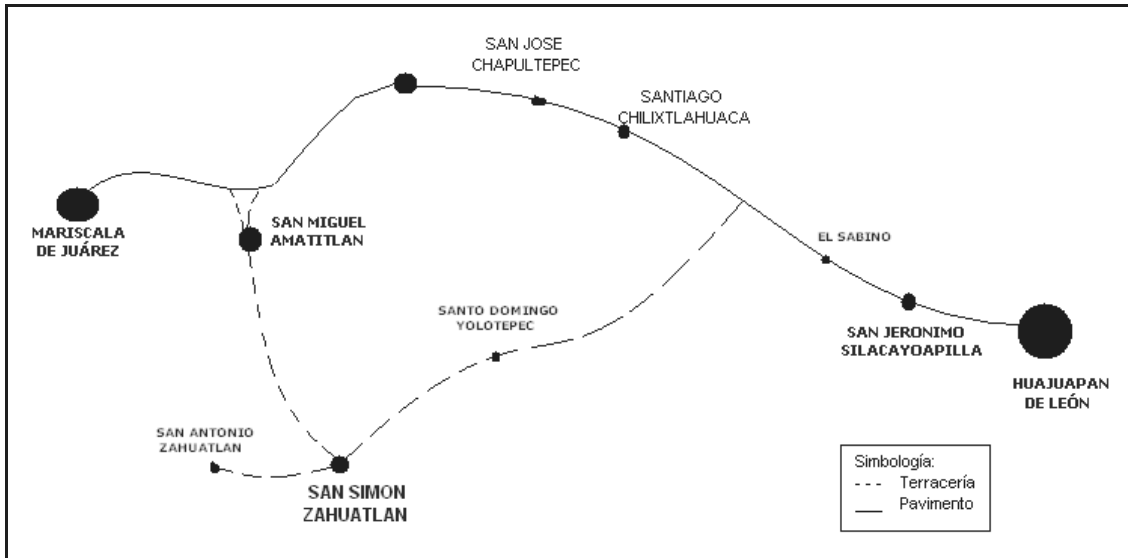 SAN JOSE
CHAPULTEPEC
SANTIAGO
CHILIXTLAHUACA
MARISCALA
DE JUÁREZ
SAN MIGUEL
AMATITLAN
EL SABINO
SANTO DOMINGO
YOLOTEPEC
SAN JERONIMO
SILACAYOAPILLA
HUAJUAPAN
DE LEÓN
SAN ANTONIO
ZAHUATLAN
SAN SIMON
ZAHUATLAN
Simbología:
Terracería
Pavimento